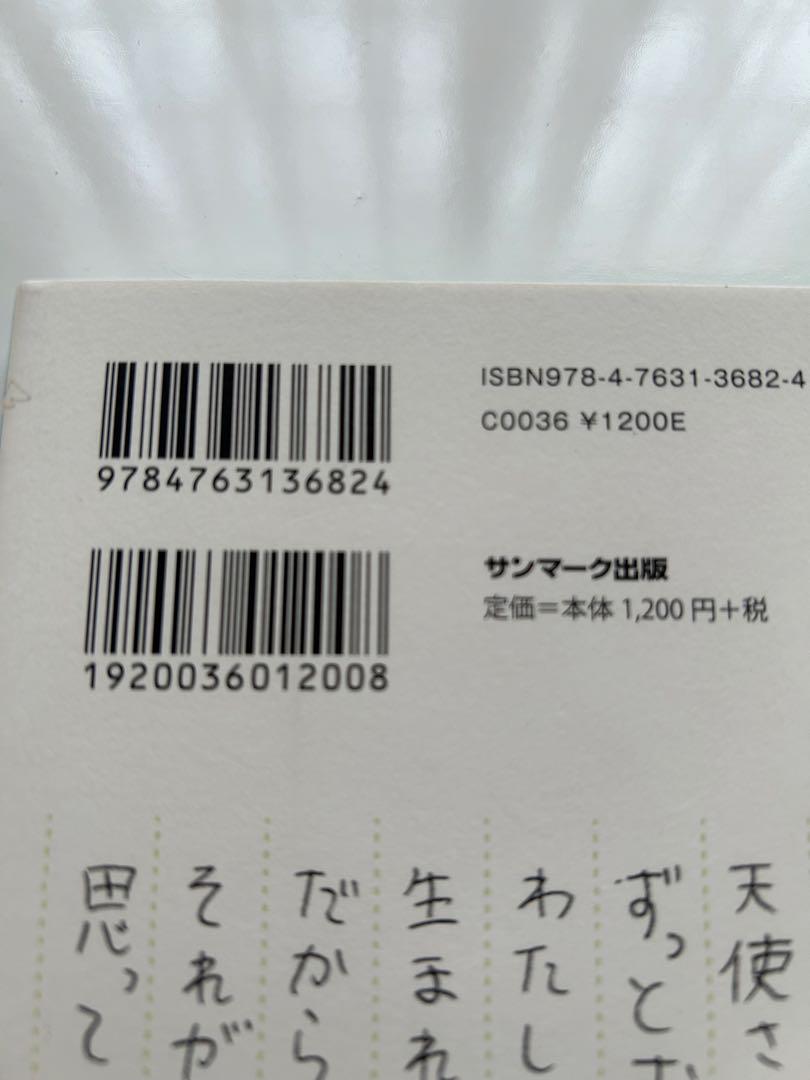 9784763136824
ISBN978-4-7631-3682-4
C0036 ¥1200E
1920036012008
サンマーク出版
定価＝本体 1,200 円＋税
天使さ
ずっと
わたし
生まれ
だから
それが
思って